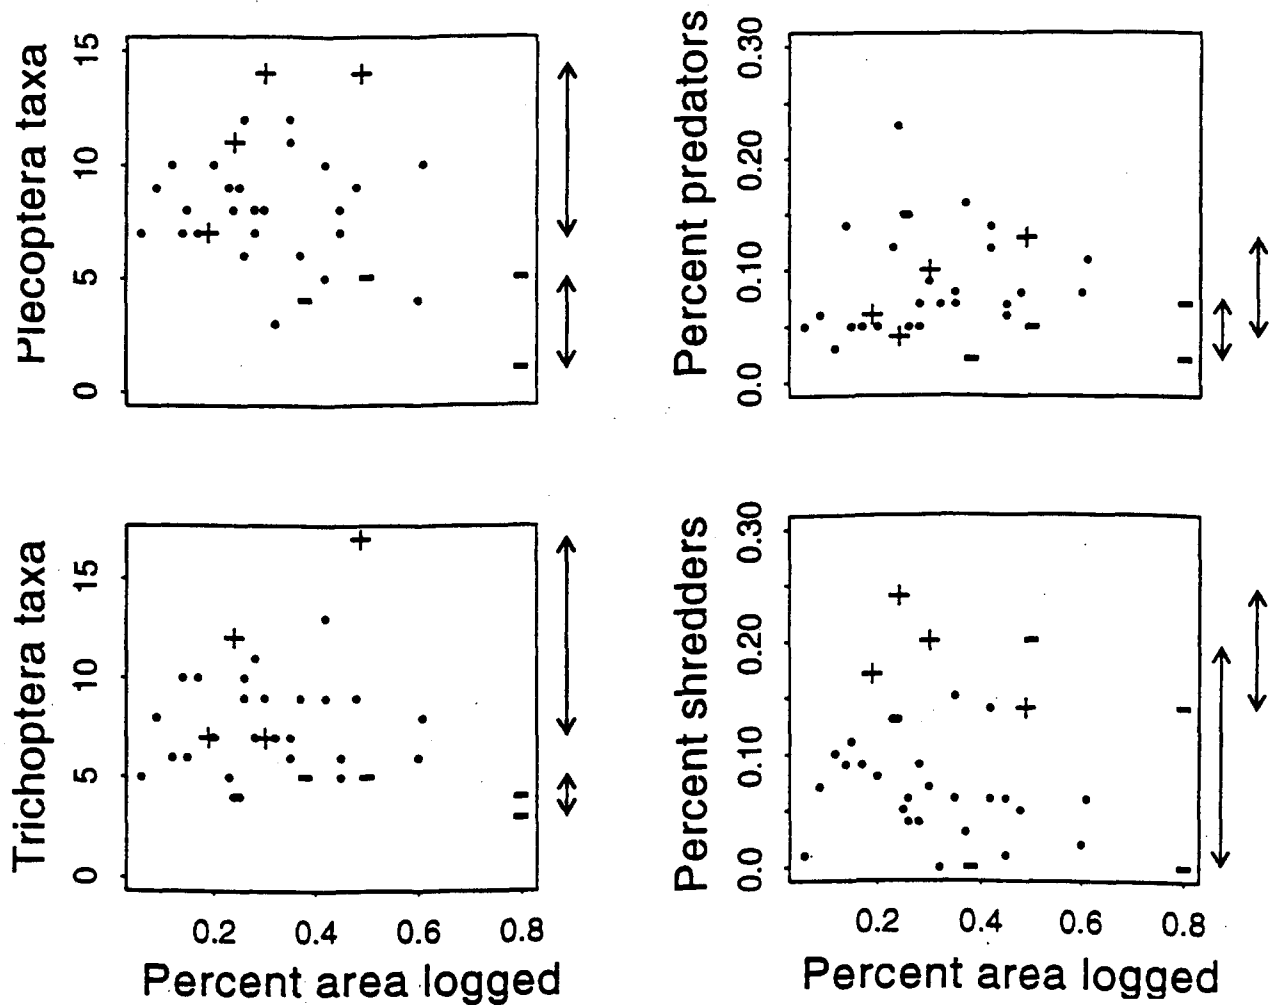 Plecoptera taxa
15
10
5
0
Percent predators
0.30
0.20
0.10
0.0
Trichoptera taxa
15
10
5
0
0.2 0.4 0.6 0.8
Percent area logged
Percent shredders
0.30
0.20
0.10
0.0
0.2 0.4 0.6 0.8
Percent area logged